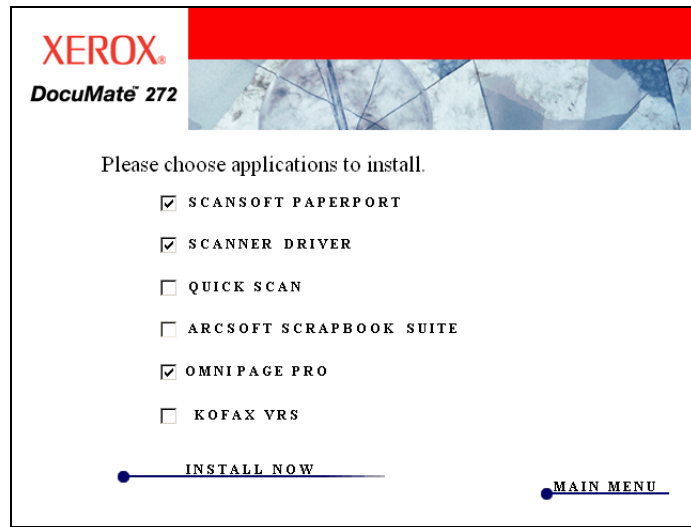 XEROX®
DocuMate™ 272
Please choose applications to install.
SCANSOFT PAPERPORT
SCANNER DRIVER
QUICK SCAN
ARCSOFT SCRAPBOOK SUITE
OMNIPAGE PRO
KOFAX VRS
INSTALL NOW
MAIN MENU